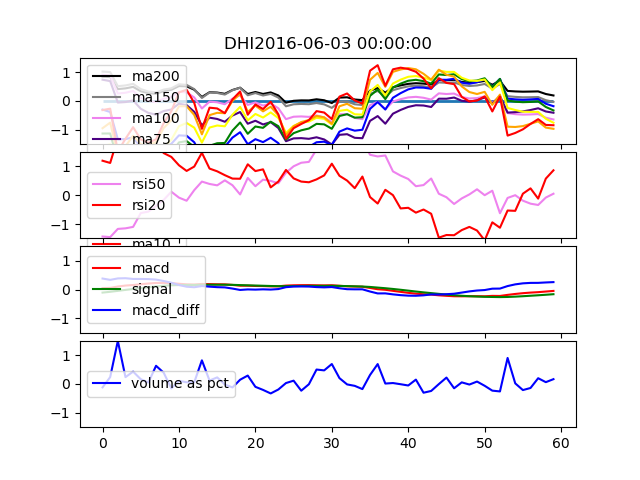 DHI2016-06-03 00:00:00
1
0
−1
ma200
ma150
ma100
ma75
1
0
−1
rsi50
rsi20
ma10
1
0
−1
macd
signal
macd_diff
1
0
−1
volume as pct
0
10
20
30
40
50
60